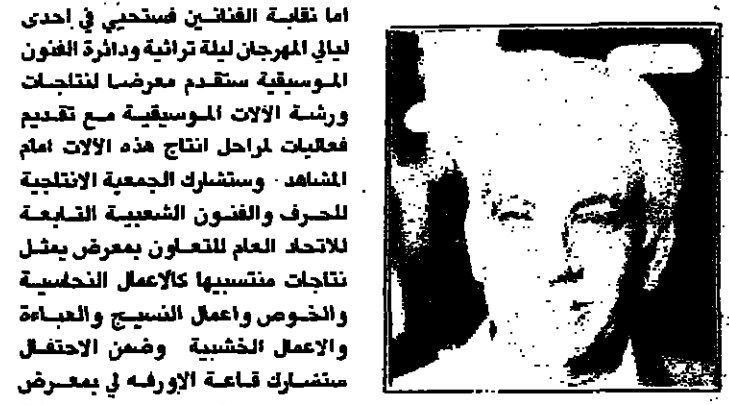 اما نقابة الفنانين فستحيي في احدى
ليالي المهرجان ليلة تراثية ودائرة الفنون
الموسيقية ستقدم معرضا لنتاجات
ورشة الآلات الموسيقية مع تقديم
فعاليات لمراحل انتاج هذه الآلات امام
المشاهد . وستشارك الجمعية الانتاجية
للحرف والفنون الشعبية التابعة
للاتحاد العام للتعاون بمعرض يمثل
نتاجات منتسبيها كالاعمال النحاسية
والخوص واعمال النسيج والعباءة
والاعمال الخشبية وضمن الاحتفال
ستشارك قاعة الاورفه لي بمعرض